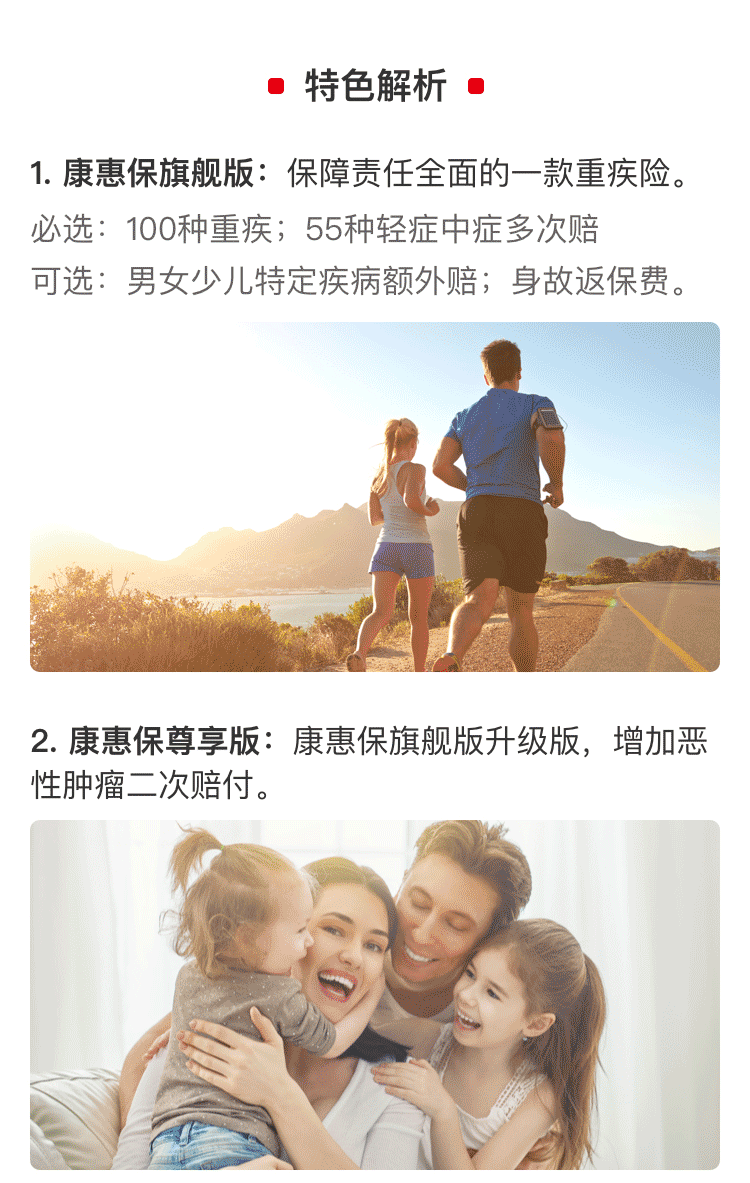 特色解析
1. 康惠保旗舰版：保障责任全面的一款重疾险。
必选：100种重疾；55种轻症中症多次赔
可选：男女少儿特定疾病额外赔；身故返保费。
2. 康惠保尊享版：康惠保旗舰版升级版，增加恶
性肿瘤二次赔付。